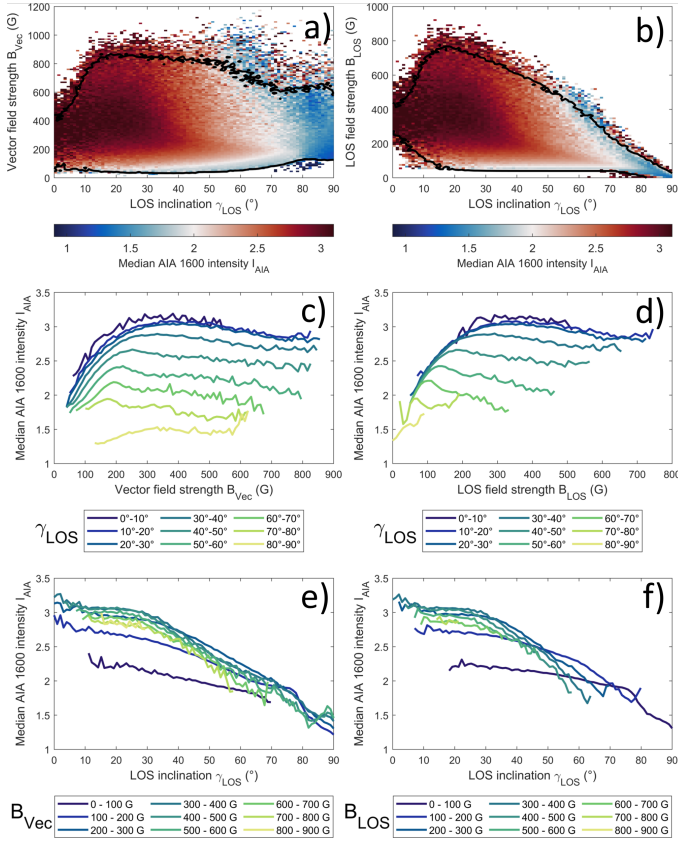 a)
Vector field strength B_Vec (G)
1200
1000
800
600
400
200
0
0 10 20 30 40 50 60 70 80 90
LOS inclination γ_LOS (°)
1 1.5 2 2.5 3
Median AIA 1600 intensity I_AIA
b)
LOS field strength B_LOS (G)
1000
800
600
400
200
0
0 10 20 30 40 50 60 70 80 90
LOS inclination γ_LOS (°)
1 1.5 2 2.5 3
Median AIA 1600 intensity I_AIA
c)
Median AIA 1600 intensity I_AIA
3.5
3
2.5
2
1.5
1
0 100 200 300 400 500 600 700 800 900
Vector field strength B_Vec (G)
γ_LOS
0°-10° 30°-40° 60°-70°
10°-20° 40°-50° 70°-80°
20°-30° 50°-60° 80°-90°
d)
Median AIA 1600 intensity I_AIA
3.5
3
2.5
2
1.5
1
0 100 200 300 400 500 600 700 800
LOS field strength B_LOS (G)
γ_LOS
0°-10° 30°-40° 60°-70°
10°-20° 40°-50° 70°-80°
20°-30° 50°-60° 80°-90°
e)
Median AIA 1600 intensity I_AIA
3.5
3
2.5
2
1.5
1
0 10 20 30 40 50 60 70 80 90
LOS inclination γ_LOS (°)
B_Vec
0 - 100 G 300 - 400 G 600 - 700 G
100 - 200 G 400 - 500 G 700 - 800 G
200 - 300 G 500 - 600 G 800 - 900 G
f)
Median AIA 1600 intensity I_AIA
3.5
3
2.5
2
1.5
1
0 10 20 30 40 50 60 70 80 90
LOS inclination γ_LOS (°)
B_LOS
0 - 100 G 300 - 400 G 600 - 700 G
100 - 200 G 400 - 500 G 700 - 800 G
200 - 300 G 500 - 600 G 800 - 900 G